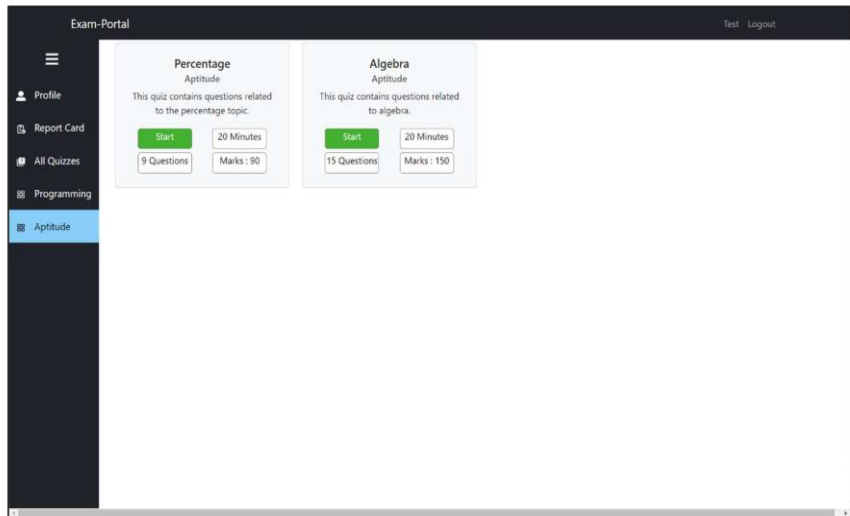 Exam-Portal
Test Logout
Profile
Report Card
All Quizzes
Programming
Aptitude
Percentage
Aptitude
This quiz contains questions related
to the percentage topic.
Start
20 Minutes
9 Questions
Marks : 90
Algebra
Aptitude
This quiz contains questions related
to algebra.
Start
20 Minutes
15 Questions
Marks : 150